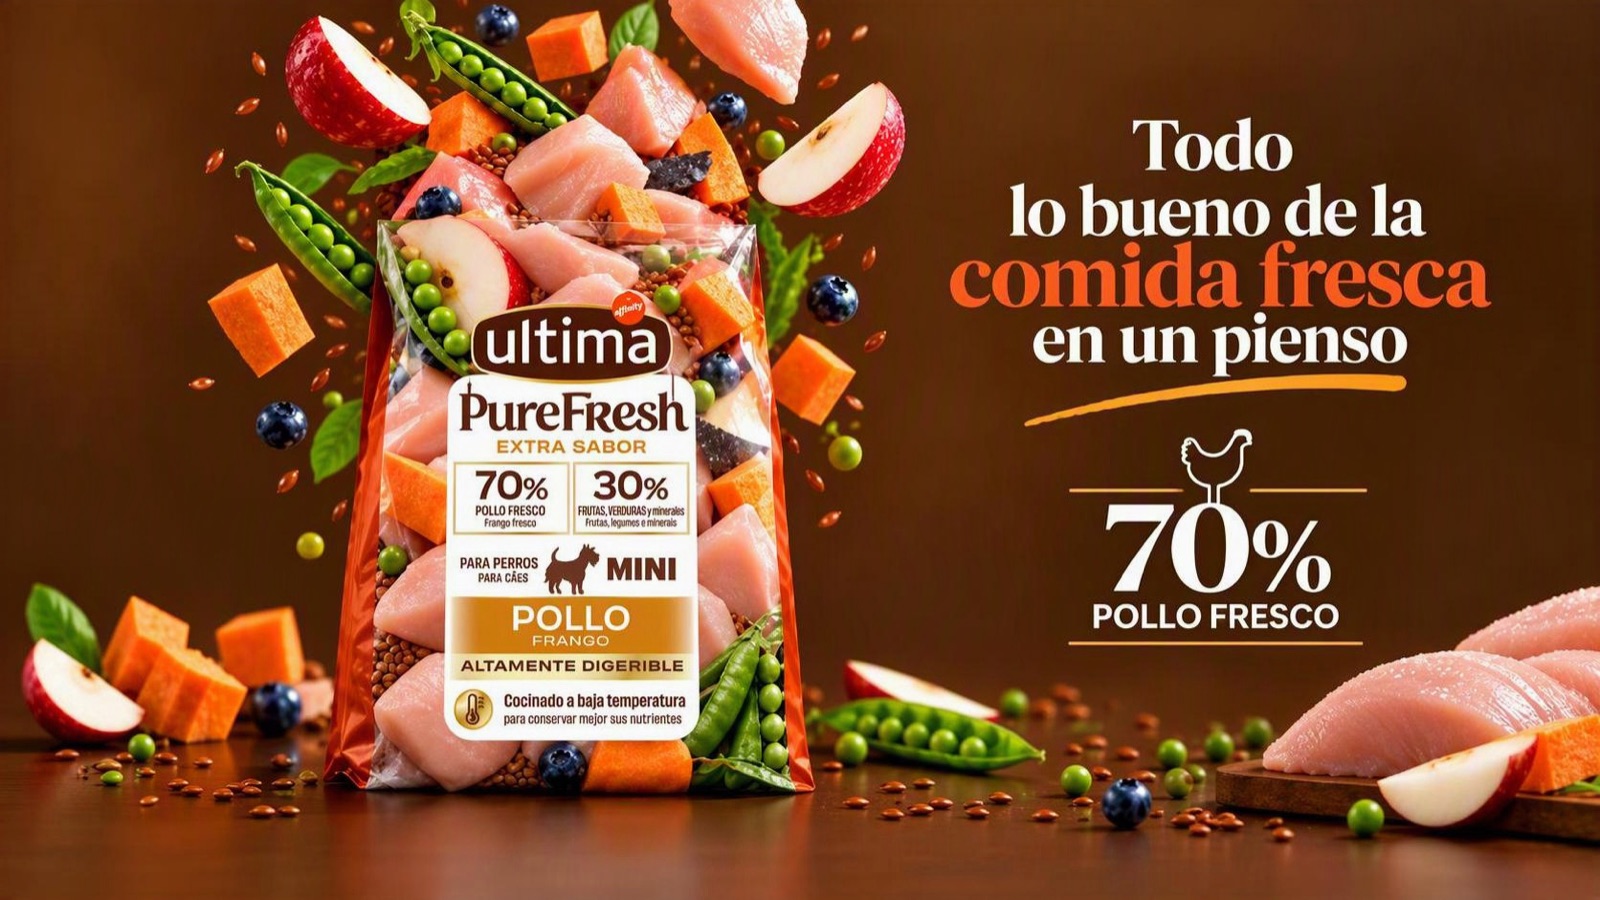 affinity
ultima
PureFresh
EXTRA SABOR
70%
POLLO FRESCO
Frango fresco
30%
FRUTAS, VERDURAS y minerales
Frutas, legumes e minerais
PARA PERROS
PARA CÃES
MINI
POLLO
FRANGO
ALTAMENTE DIGERIBLE
Cocinado a baja temperatura
para conservar mejor sus nutrientes
Todo
lo bueno de la
comida fresca
en un pienso
70%
POLLO FRESCO